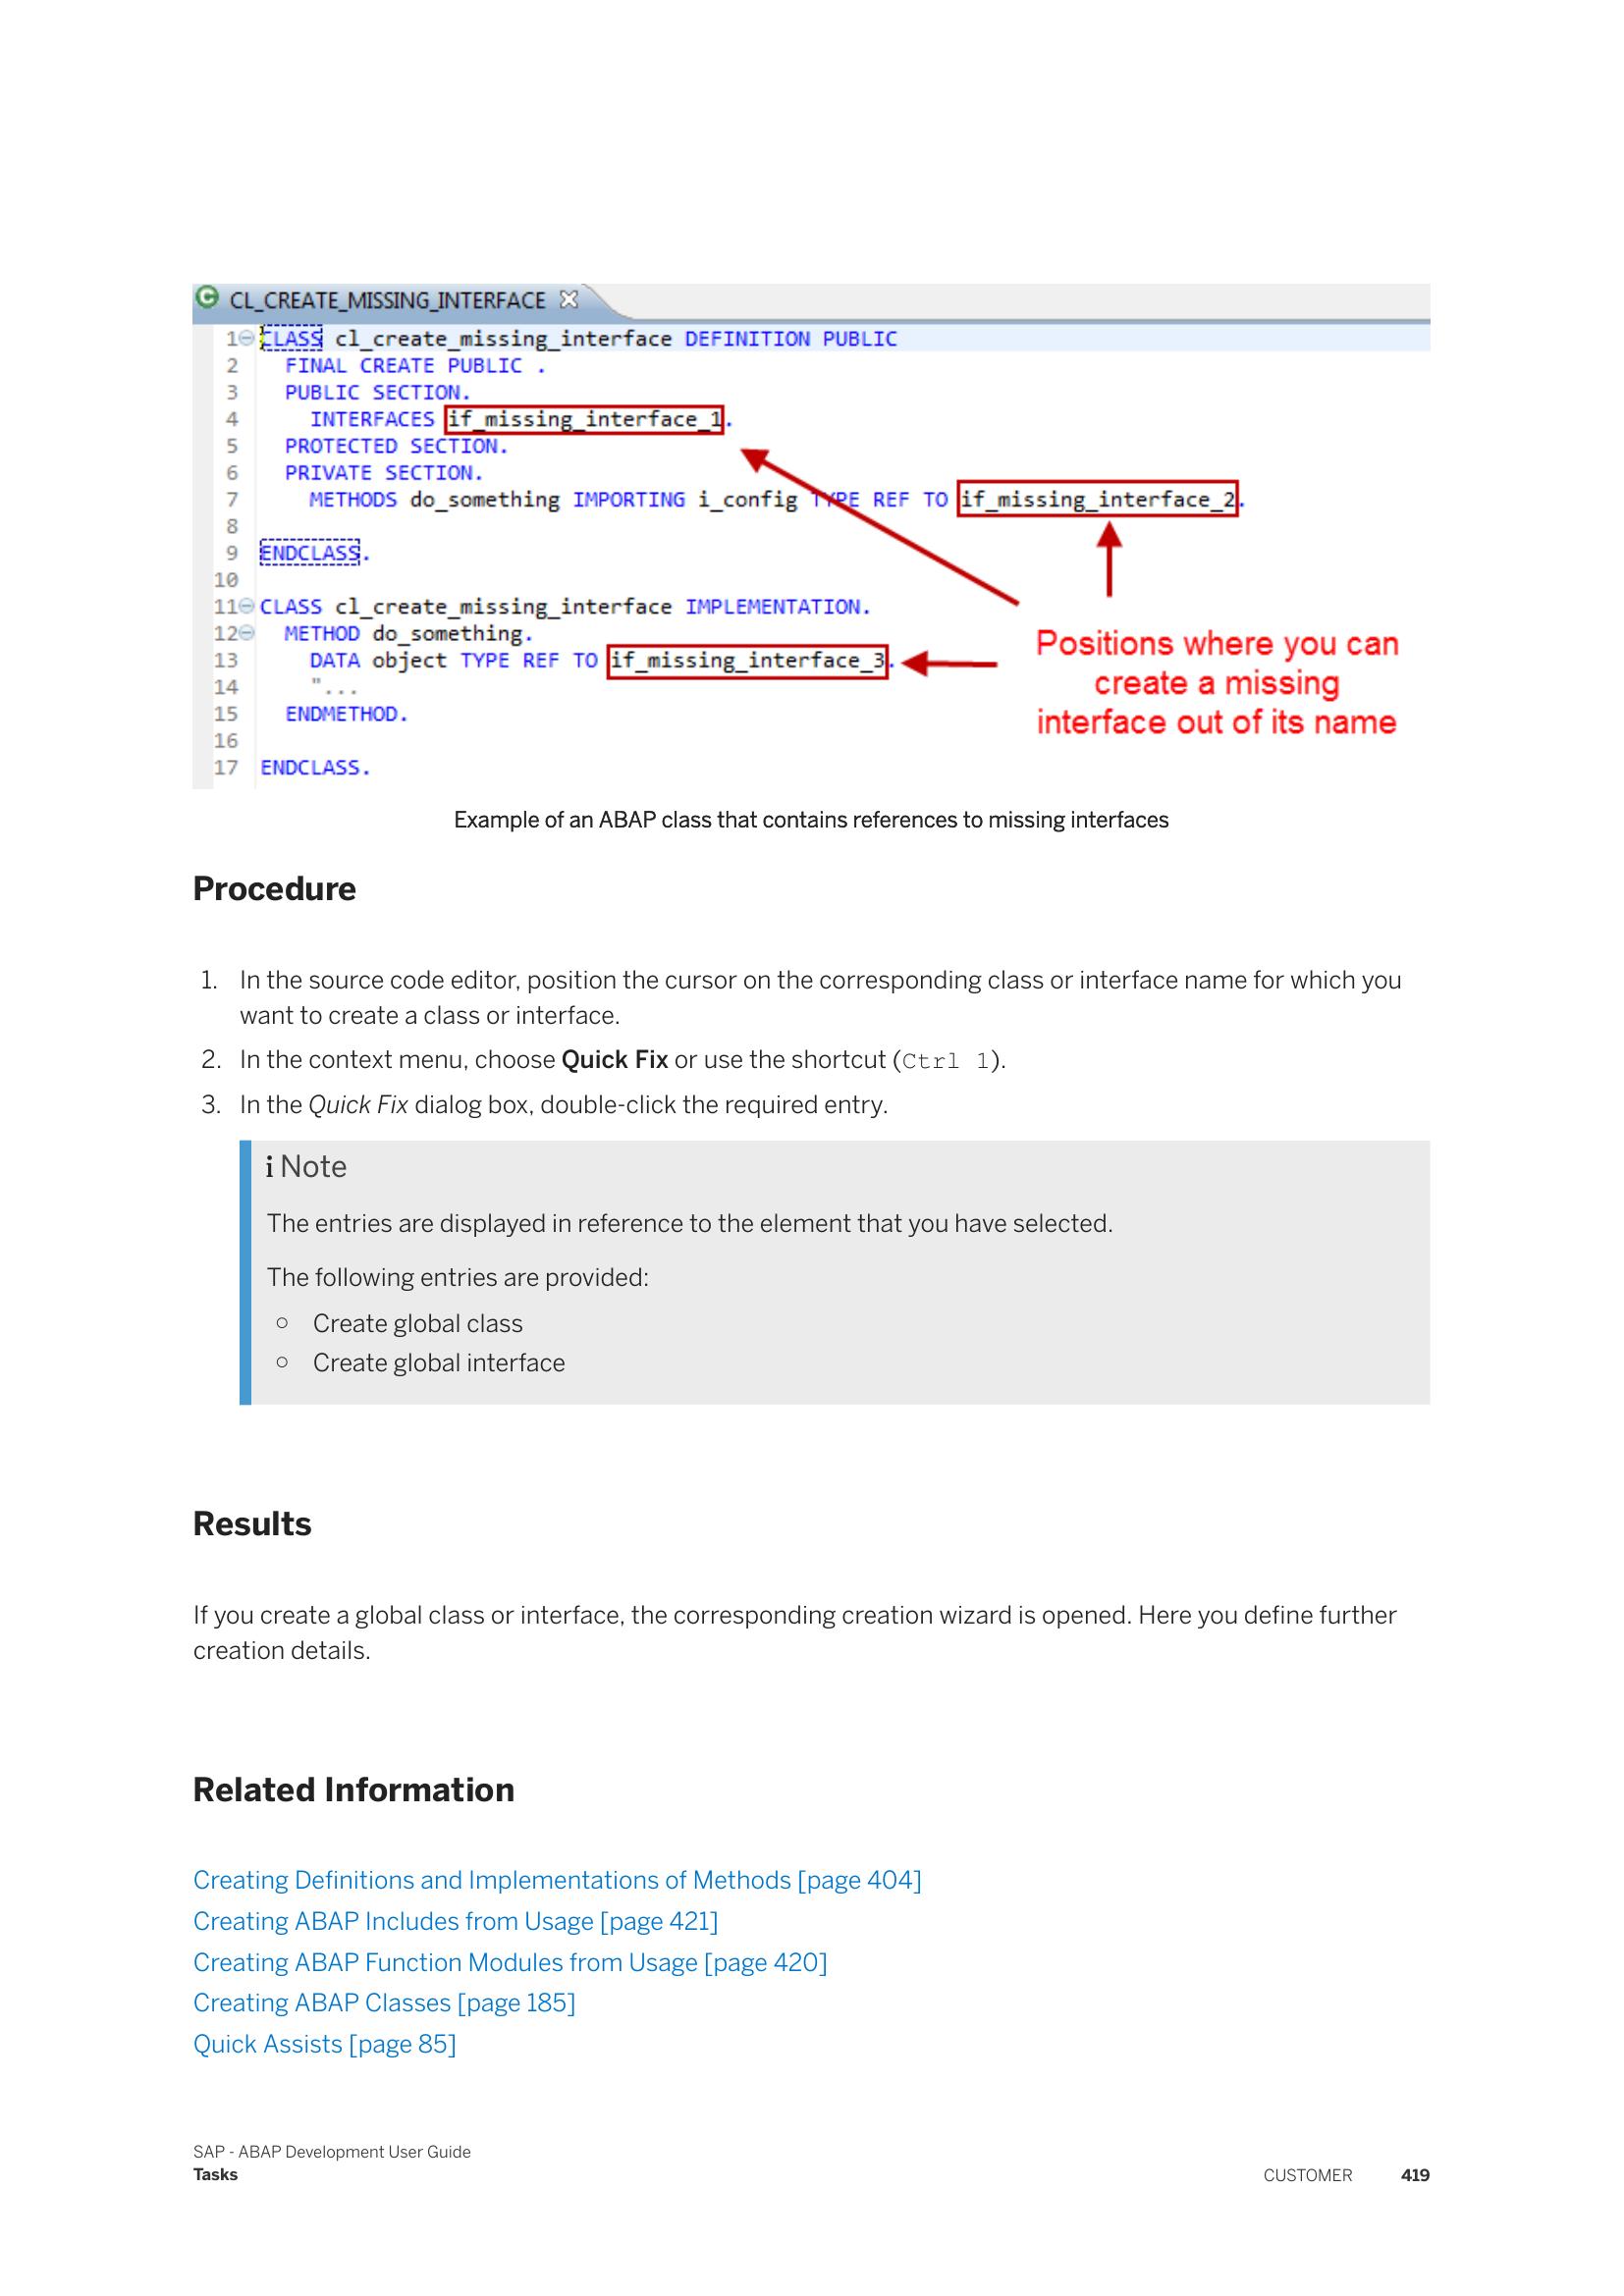 CL_CREATE_MISSING_INTERFACE
1 CLASS cl_create_missing_interface DEFINITION PUBLIC
2 FINAL CREATE PUBLIC .
3 PUBLIC SECTION.
4 INTERFACES if_missing_interface_1.
5 PROTECTED SECTION.
6 PRIVATE SECTION.
7 METHODS do_something IMPORTING i_config TYPE REF TO if_missing_interface_2.
8
9 ENDCLASS.
10
11 CLASS cl_create_missing_interface IMPLEMENTATION.
12 METHOD do_something.
13 DATA object TYPE REF TO if_missing_interface_3.
14 "...
15 ENDMETHOD.
16
17 ENDCLASS.
Positions where you can
create a missing
interface out of its name
Example of an ABAP class that contains references to missing interfaces
Procedure
1. In the source code editor, position the cursor on the corresponding class or interface name for which you
want to create a class or interface.
2. In the context menu, choose Quick Fix or use the shortcut (Ctrl 1).
3. In the Quick Fix dialog box, double-click the required entry.
i Note
The entries are displayed in reference to the element that you have selected.
The following entries are provided:
○ Create global class
○ Create global interface
Results
If you create a global class or interface, the corresponding creation wizard is opened. Here you define further
creation details.
Related Information
Creating Definitions and Implementations of Methods [page 404]
Creating ABAP Includes from Usage [page 421]
Creating ABAP Function Modules from Usage [page 420]
Creating ABAP Classes [page 185]
Quick Assists [page 85]
SAP - ABAP Development User Guide
Tasks
CUSTOMER 419